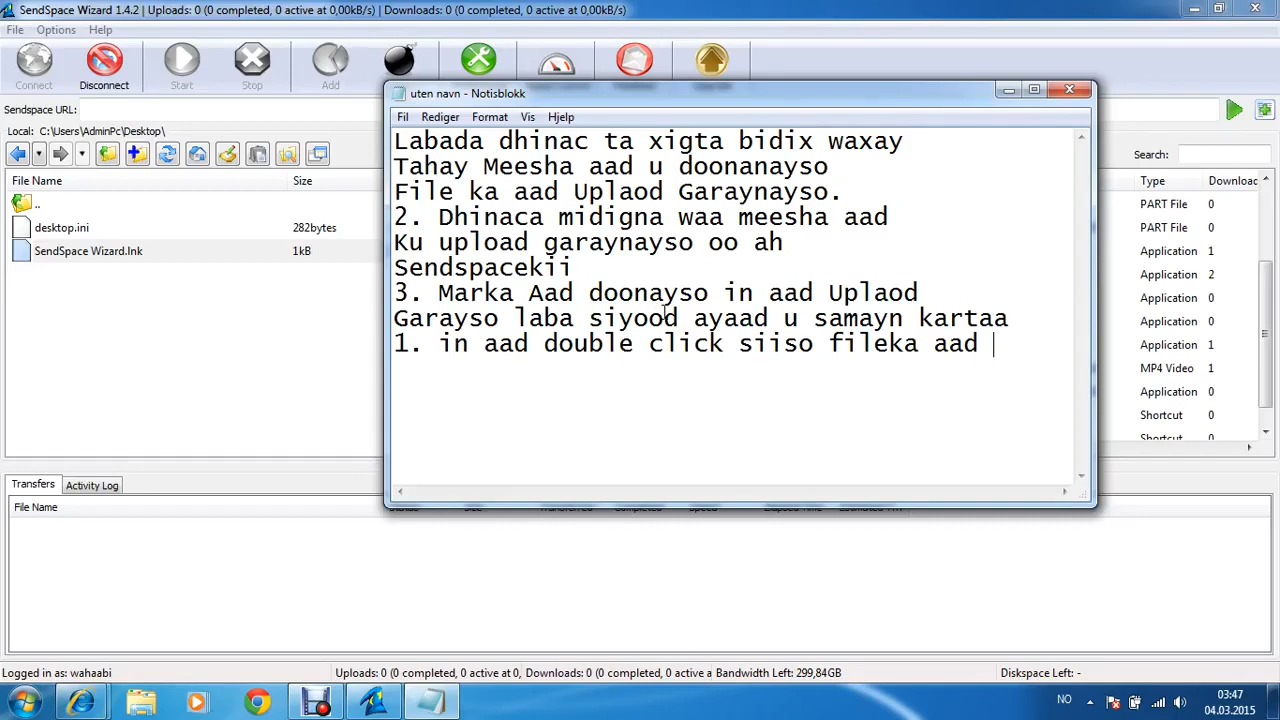 SendSpace Wizard 1.4.2 | Uploads: 0 (0 completed, 0 active at 0,00kB/s) | Downloads: 0 (0 completed, 0 active at 0,00kB/s)
File Options Help
Connect Disconnect Start Stop Add
Sendspace URL:
uten navn - Notisblokk
Fil Rediger Format Vis Hjelp
Labada dhinac ta xigta bidix waxay
Tahay Meesha aad u doonanayso
File ka aad Uplaod Garaynayso.
2. Dhinaca midigna waa meesha aad
Ku upload garaynayso oo ah
Sendspacekii
3. Marka Aad doonayso in aad Uplaod
Garayso laba siyood ayaad u samayn kartaa
1. in aad double click siiso fileka aad
Local: C:\Users\AdminPc\Desktop\
File Name Size
..
desktop.ini 282bytes
SendSpace Wizard.lnk 1kB
Search:
Type Download
PART File 0
PART File 0
Application 1
Application 2
Application 1
MP4 Video 1
Application 0
Shortcut 0
Shortcut 0
Transfers Activity Log
File Name
Logged in as: wahaabi Uploads: 0 (0 completed, 0 active at 0, Downloads: 0 (0 completed, 0 active a Bandwidth Left: 299,84GB Diskspace Left: -
NO 03:47
04.03.2015